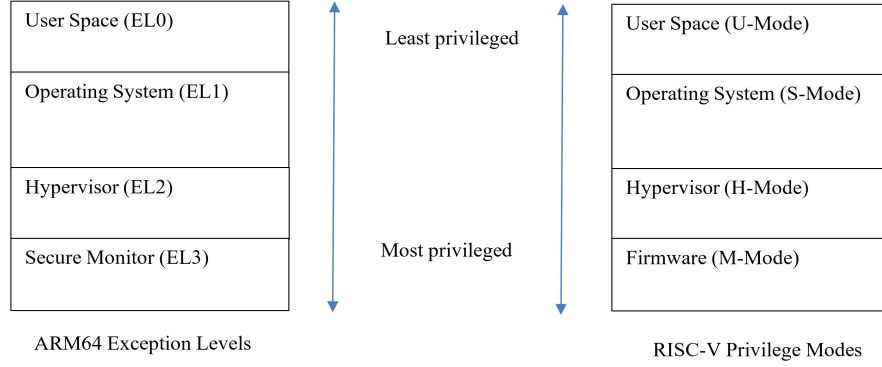 User Space (EL0)
Operating System (EL1)
Hypervisor (EL2)
Secure Monitor (EL3)
ARM64 Exception Levels
Least privileged
Most privileged
User Space (U-Mode)
Operating System (S-Mode)
Hypervisor (H-Mode)
Firmware (M-Mode)
RISC-V Privilege Modes